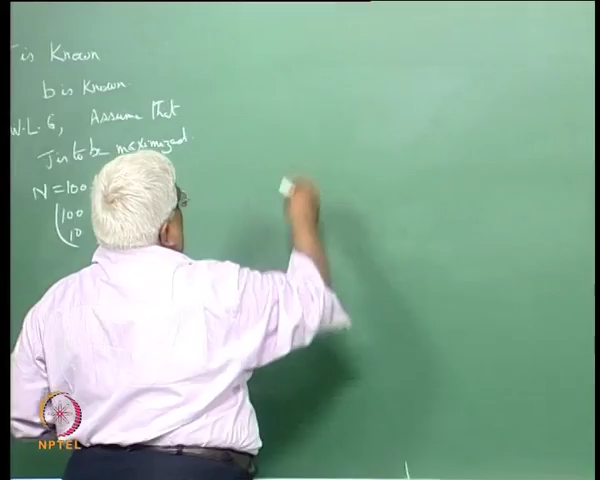 is Known
b is Known
W.L.G, Assume that
J is to be maximized.
N = 100
(100
10
NPTEL